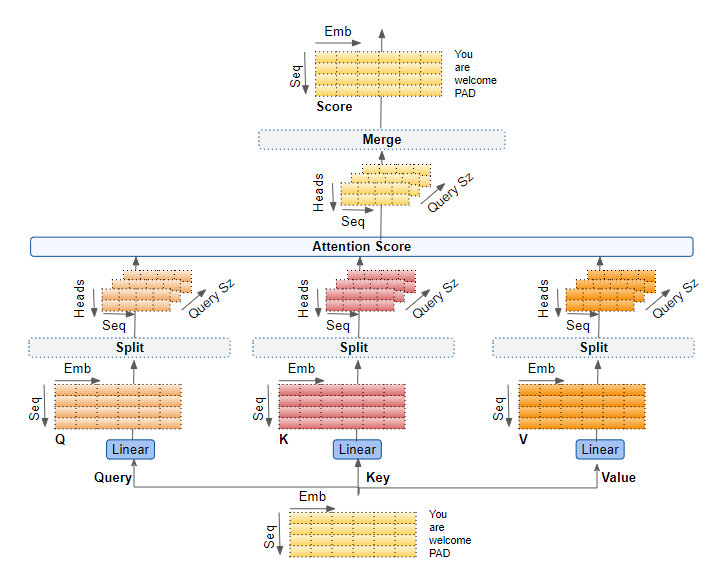 Emb
Seq
You
are
welcome
PAD
Score
Merge
Heads
Query Sz
Seq
Attention Score
Heads
Query Sz
Seq
Heads
Query Sz
Seq
Heads
Query Sz
Seq
Split
Split
Split
Emb
Seq
Emb
Seq
Emb
Seq
Q
K
V
Linear
Linear
Linear
Query
Key
Value
Emb
Seq
You
are
welcome
PAD